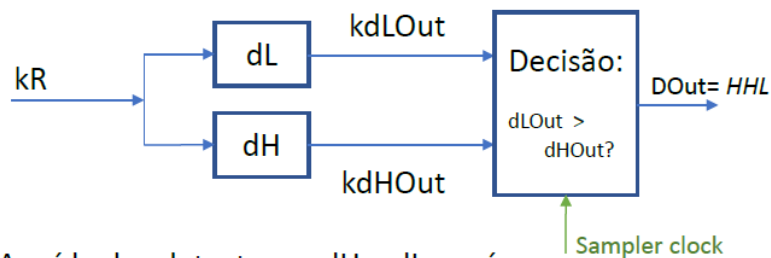 kR
dL
dH
kdLOut
kdHOut
Decisão:
dLOut >
dHOut?
DOut= HHL
Sampler clock